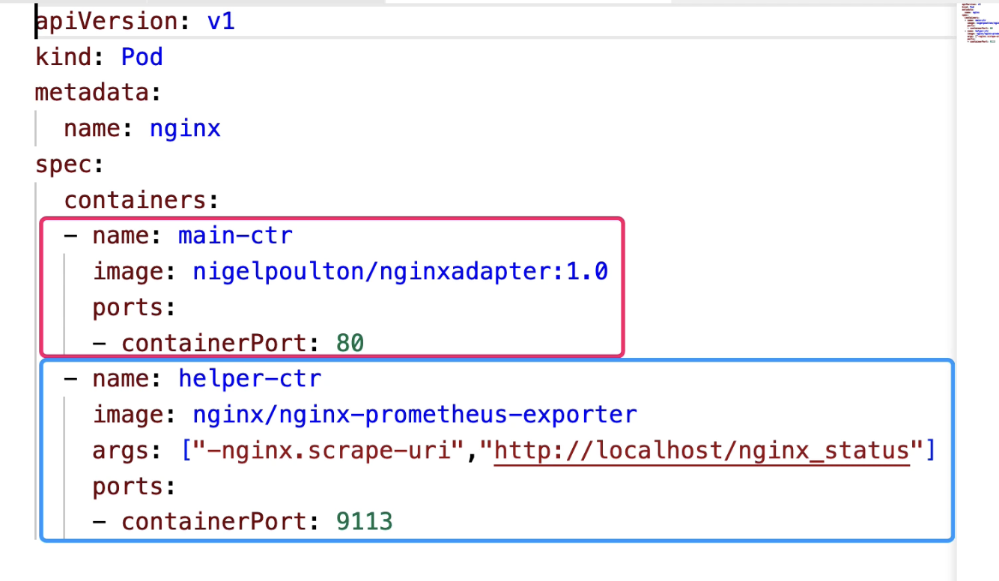 apiVersion: v1
kind: Pod
metadata:
  name: nginx
spec:
  containers:
  - name: main-ctr
    image: nigelpoulton/nginxadapter:1.0
    ports:
    - containerPort: 80
  - name: helper-ctr
    image: nginx/nginx-prometheus-exporter
    args: ["-nginx.scrape-uri","http://localhost/nginx_status"]
    ports:
    - containerPort: 9113